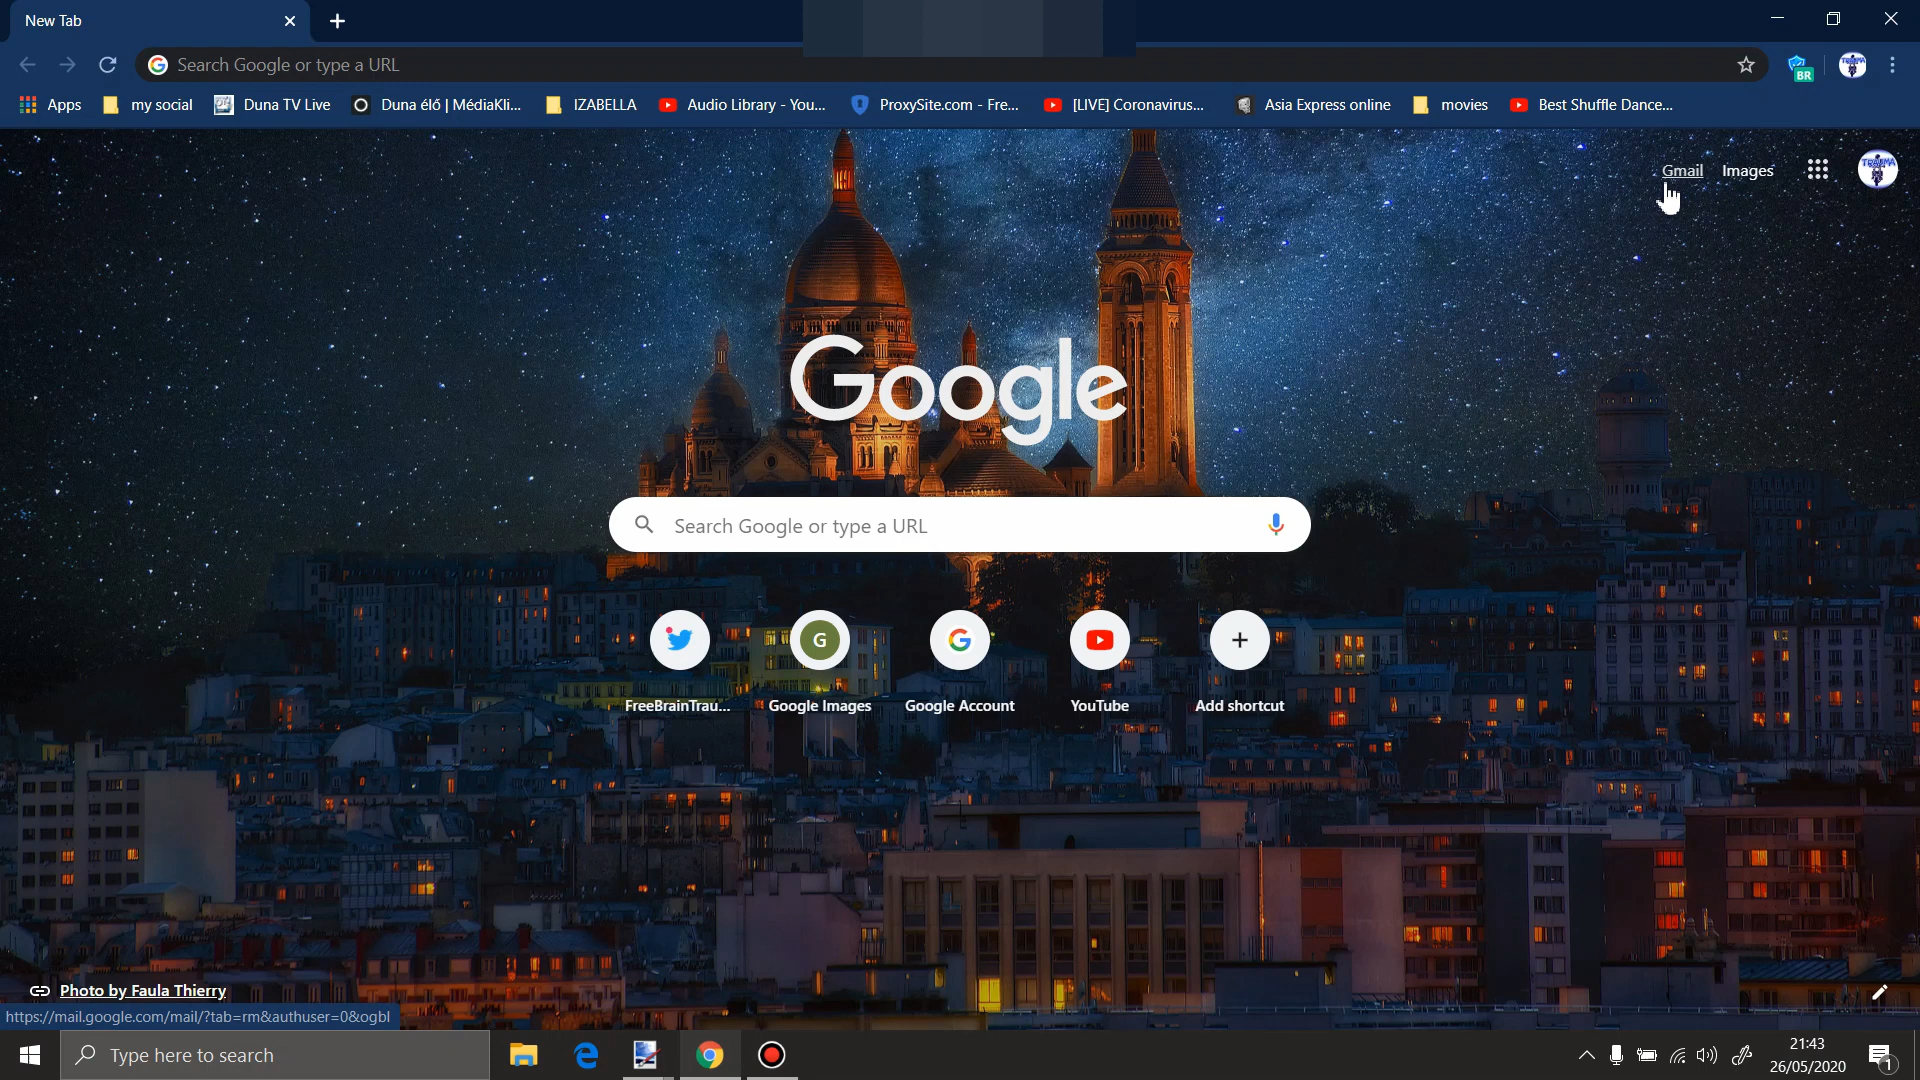 New Tab
Search Google or type a URL
BR
Apps my social Duna TV Live Duna élő | MédiaKli... IZABELLA Audio Library - You... ProxySite.com - Fre... [LIVE] Coronavirus... Asia Express online movies Best Shuffle Dance...
Gmail Images
TRAUMA
Google
Search Google or type a URL
G
FreeBrainTrau... Google Images Google Account YouTube Add shortcut
Photo by Faula Thierry
https://mail.google.com/mail/?tab=rm&authuser=0&ogbl
Type here to search
21:43
26/05/2020
1